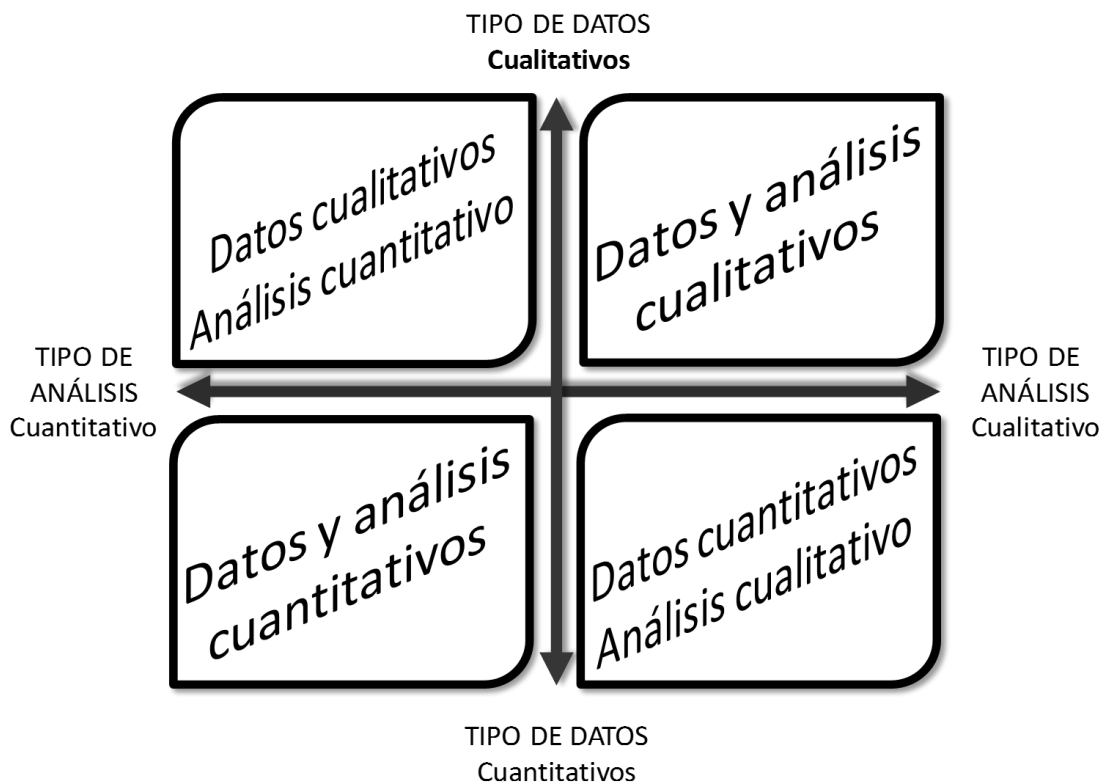 TIPO DE DATOS
Cualitativos
Datos cualitativos
Análisis cuantitativo
Datos y análisis
cualitativos
TIPO DE
ANÁLISIS
Cuantitativo
TIPO DE
ANÁLISIS
Cualitativo
Datos y análisis
cuantitativos
Datos cuantitativos
Análisis cualitativo
TIPO DE DATOS
Cuantitativos